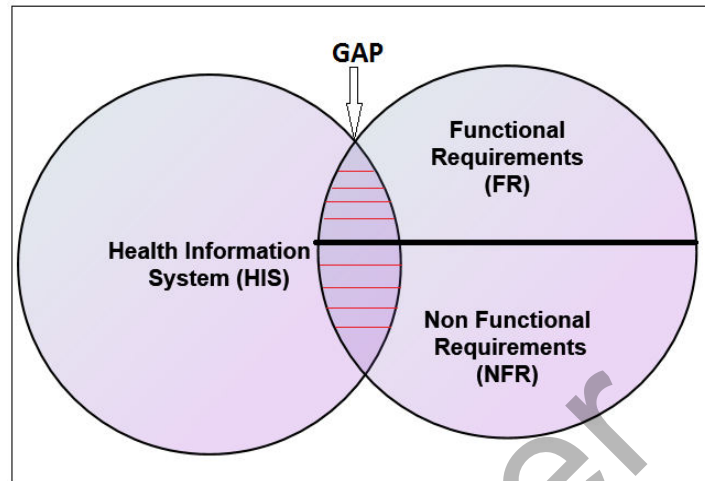 GAP
Functional
Requirements
(FR)
Health Information
System (HIS)
Non Functional
Requirements
(NFR)